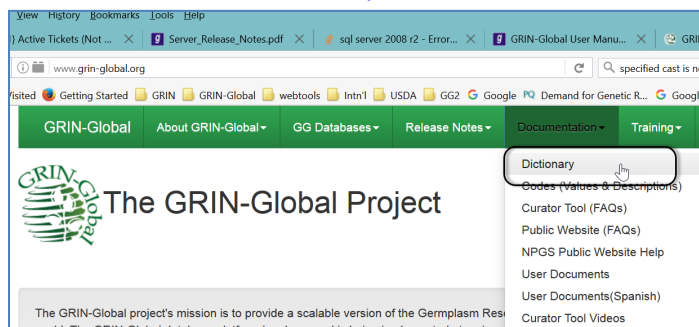 View History Bookmarks Tools Help
Active Tickets (Not ... × Server_Release_Notes.pdf × sql server 2008 r2 - Error... × GRIN-Global User Manu... × GRI
www.grin-global.org specified cast is n
Visited Getting Started GRIN GRIN-Global webtools Intn'l USDA GG2 Google PQ Demand for Genetic R... Googl
GRIN-Global About GRIN-Global GG Databases Release Notes Documentation Training
Dictionary
Codes (Values & Descriptions)
Curator Tool (FAQs)
Public Website (FAQs)
NPGS Public Website Help
User Documents
User Documents(Spanish)
Curator Tool Videos
GRIN-Global
The GRIN-Global Project
The GRIN-Global project's mission is to provide a scalable version of the Germplasm Res